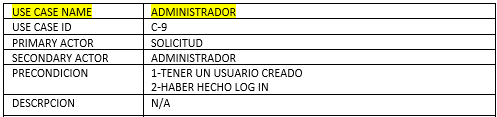 USE CASE NAME ADMINISTRADOR
USE CASE ID C-9
PRIMARY ACTOR SOLICITUD
SECONDARY ACTOR ADMINISTRADOR
PRECONDICION 1-TENER UN USUARIO CREADO
2-HABER HECHO LOG IN
DESCRPCION N/A